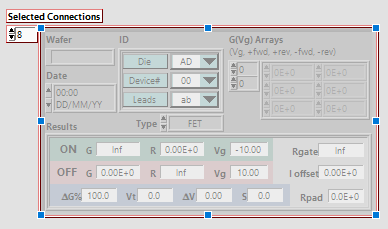 Selected Connections
8
Wafer
ID
G(Vg) Arrays
(Vg, +fwd, +rev, -fwd, -rev)
Die AD
0 0E+0 0E+0
Date
Device# 00
0 0E+0 0E+0
00:00
DD/MM/YY
Leads ab
0E+0 0E+0
Type FET
Results
ON G Inf R 0.00E+0 Vg -10.00 Rgate Inf
OFF G 0.00E+0 R Inf Vg 10.00 I offset 0.00E+0
ΔG% 100.0 Vt 0.0 ΔV 0.00 S 0.0 Rpad 0.0E+0